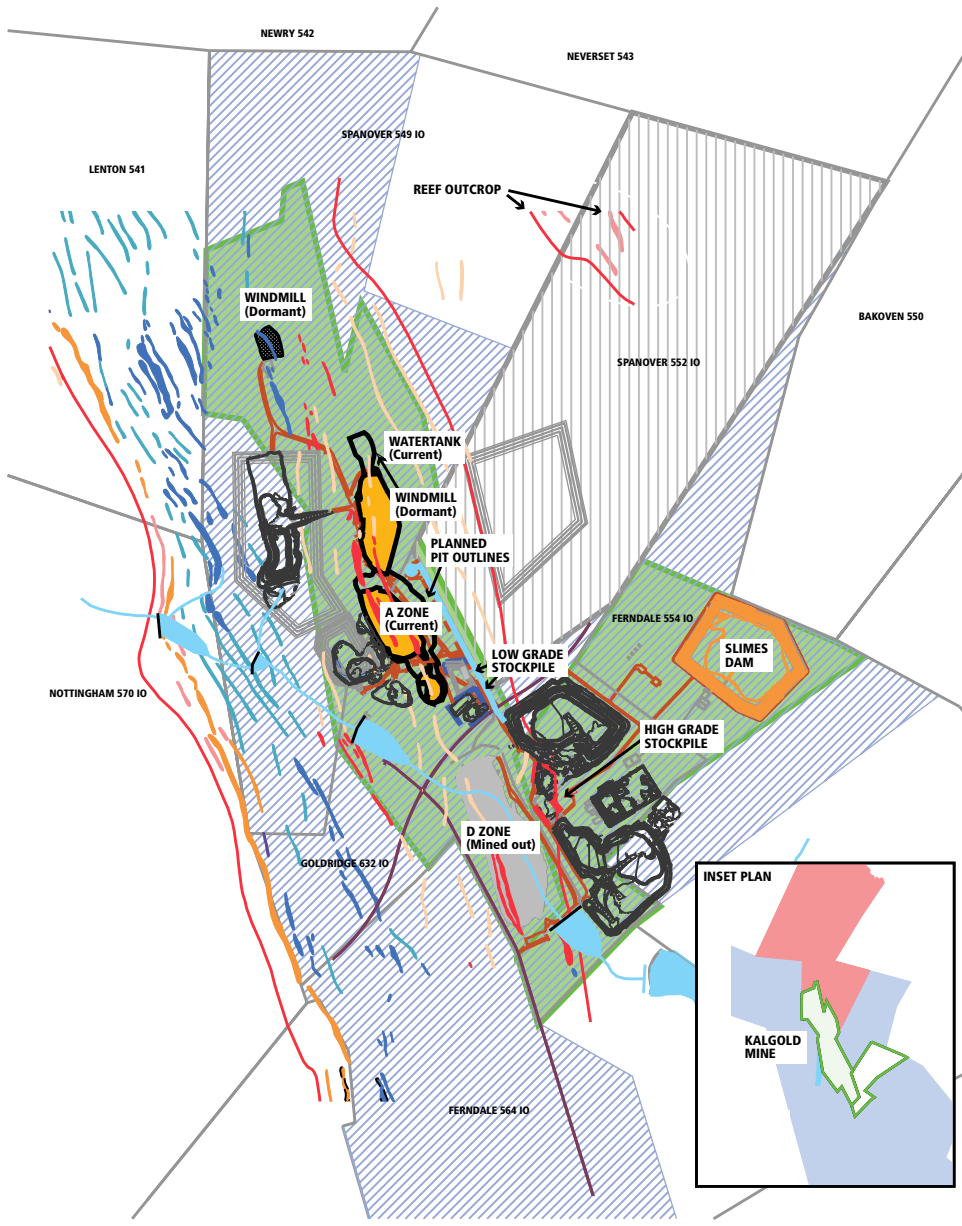 NEWRY 542
NEVERSET 543
SPANOVER 549 IO
LENTON 541
REEF OUTCROP
WINDMILL
(Dormant)
BAKOVEN 550
SPANOVER 552 IO
WATERTANK
(Current)
WINDMILL
(Dormant)
PLANNED
PIT OUTLINES
A ZONE
(Current)
FERNDALE 554 IO
SLIMES
DAM
LOW GRADE
STOCKPILE
NOTTINGHAM 570 IO
HIGH GRADE
STOCKPILE
D ZONE
(Mined out)
GOLDRIDGE 632 IO
INSET PLAN
KALGOLD
MINE
FERNDALE 564 IO